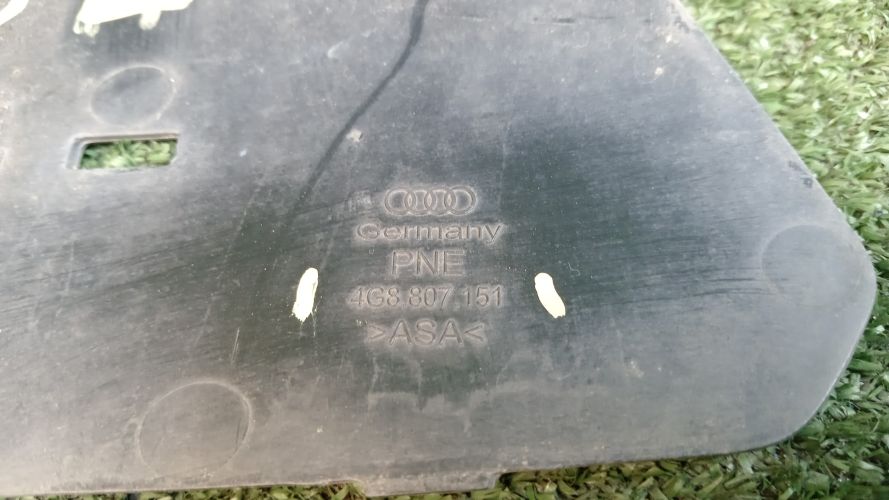 Germany
PNE
4G8 807 151
>ASA<